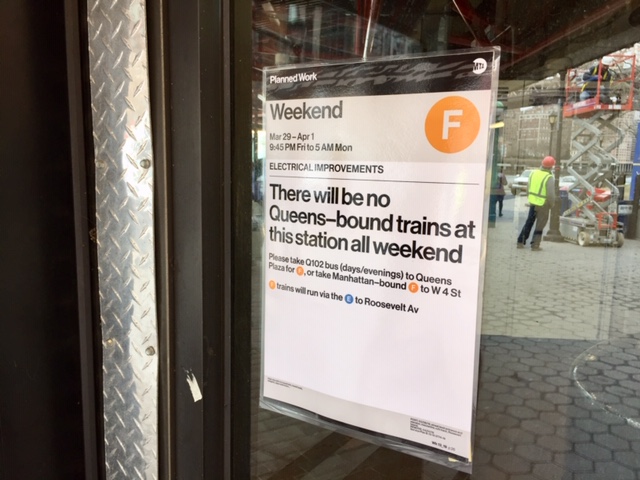 Planned Work
MTA
Weekend
F
Mar 29 – Apr 1
9:45 PM Fri to 5 AM Mon
ELECTRICAL IMPROVEMENTS
There will be no
Queens–bound trains at
this station all weekend
Please take Q102 bus (days/evenings) to Queens
Plaza for F, or take Manhattan–bound F to W 4 St
F trains will run via the E to Roosevelt Av